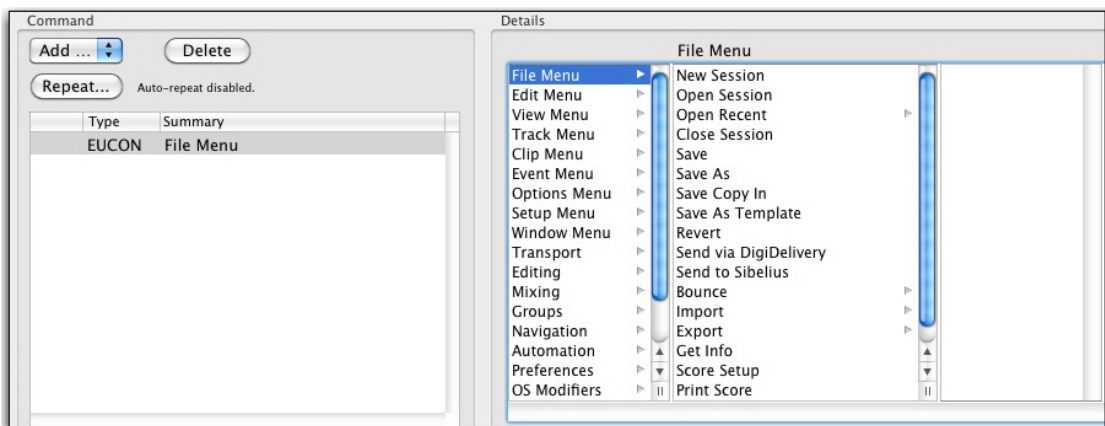 Command
Add ...
Delete
Repeat...
Auto-repeat disabled.
Type Summary
EUCON File Menu
Details
File Menu
File Menu
Edit Menu
View Menu
Track Menu
Clip Menu
Event Menu
Options Menu
Setup Menu
Window Menu
Transport
Editing
Mixing
Groups
Navigation
Automation
Preferences
OS Modifiers
New Session
Open Session
Open Recent
Close Session
Save
Save As
Save Copy In
Save As Template
Revert
Send via DigiDelivery
Send to Sibelius
Bounce
Import
Export
Get Info
Score Setup
Print Score